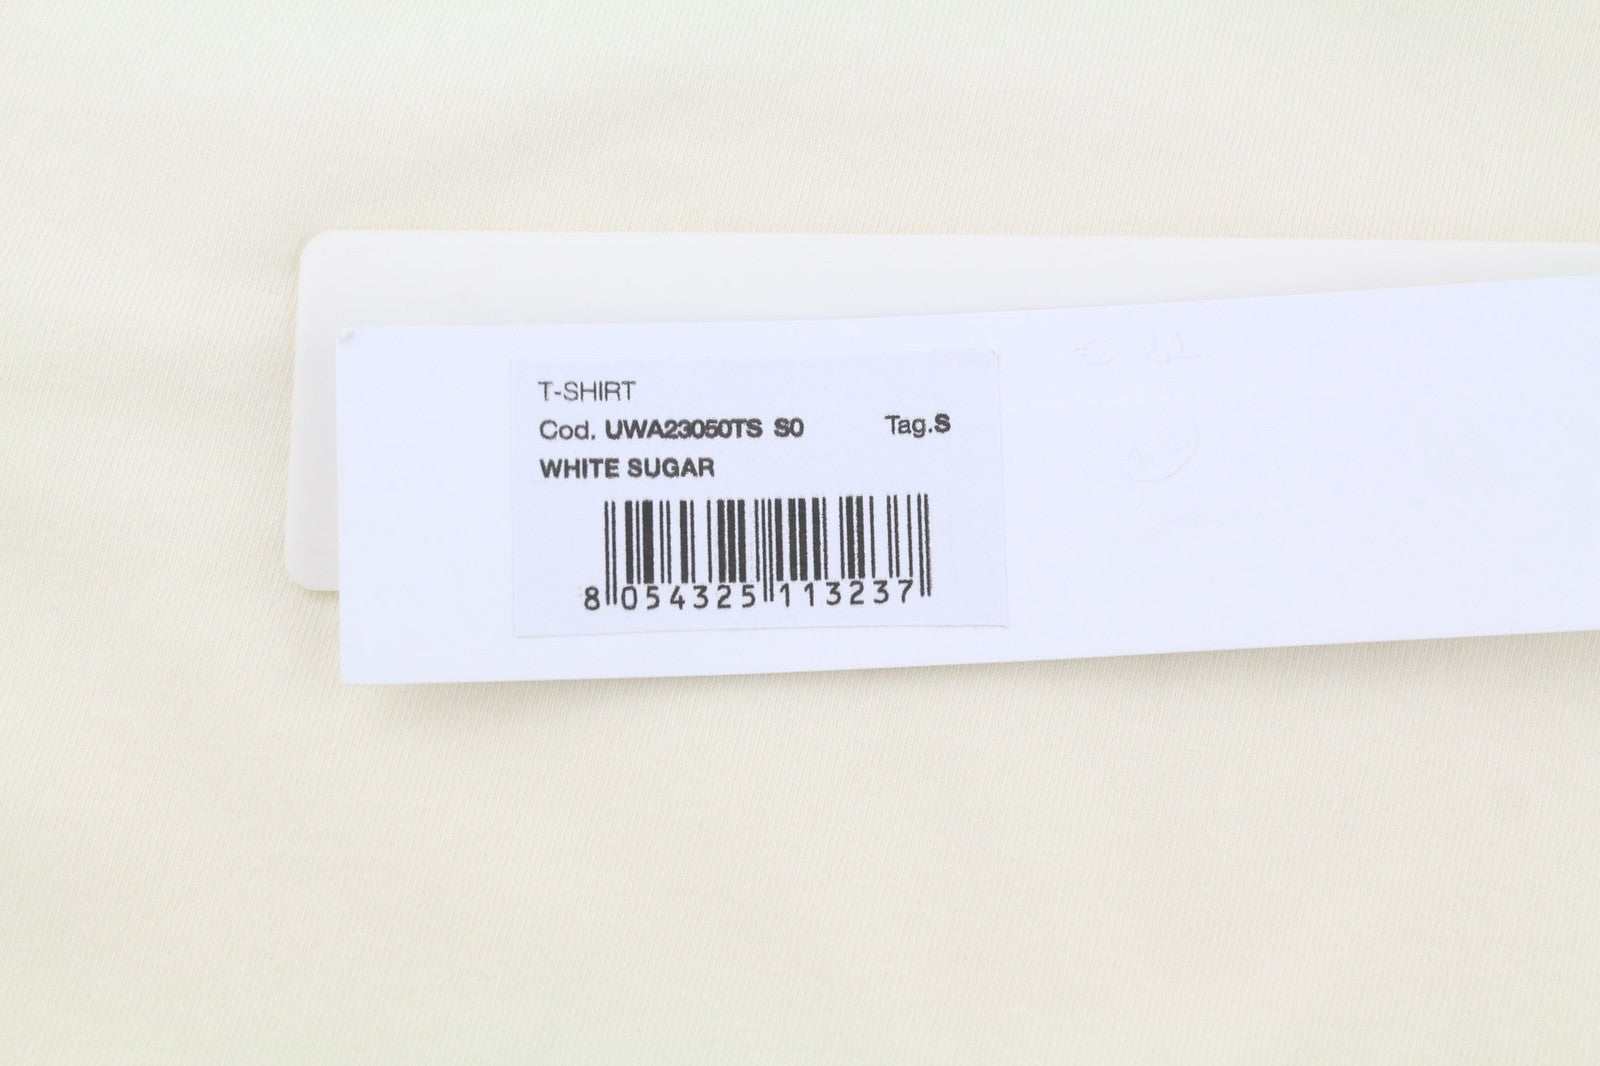 T-SHIRT
Cod. UWA23050TS S0 Tag.S
WHITE SUGAR
8 054325 113237